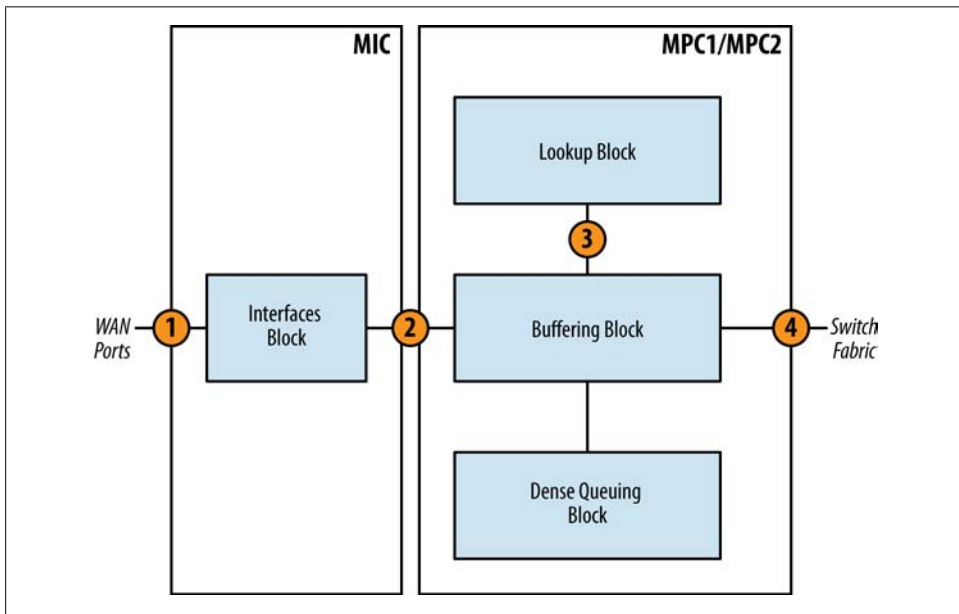 MIC
MPC1/MPC2
Lookup Block
3
WAN
Ports
1
Interfaces
Block
2
Buffering Block
4
Switch
Fabric
Dense Queuing
Block